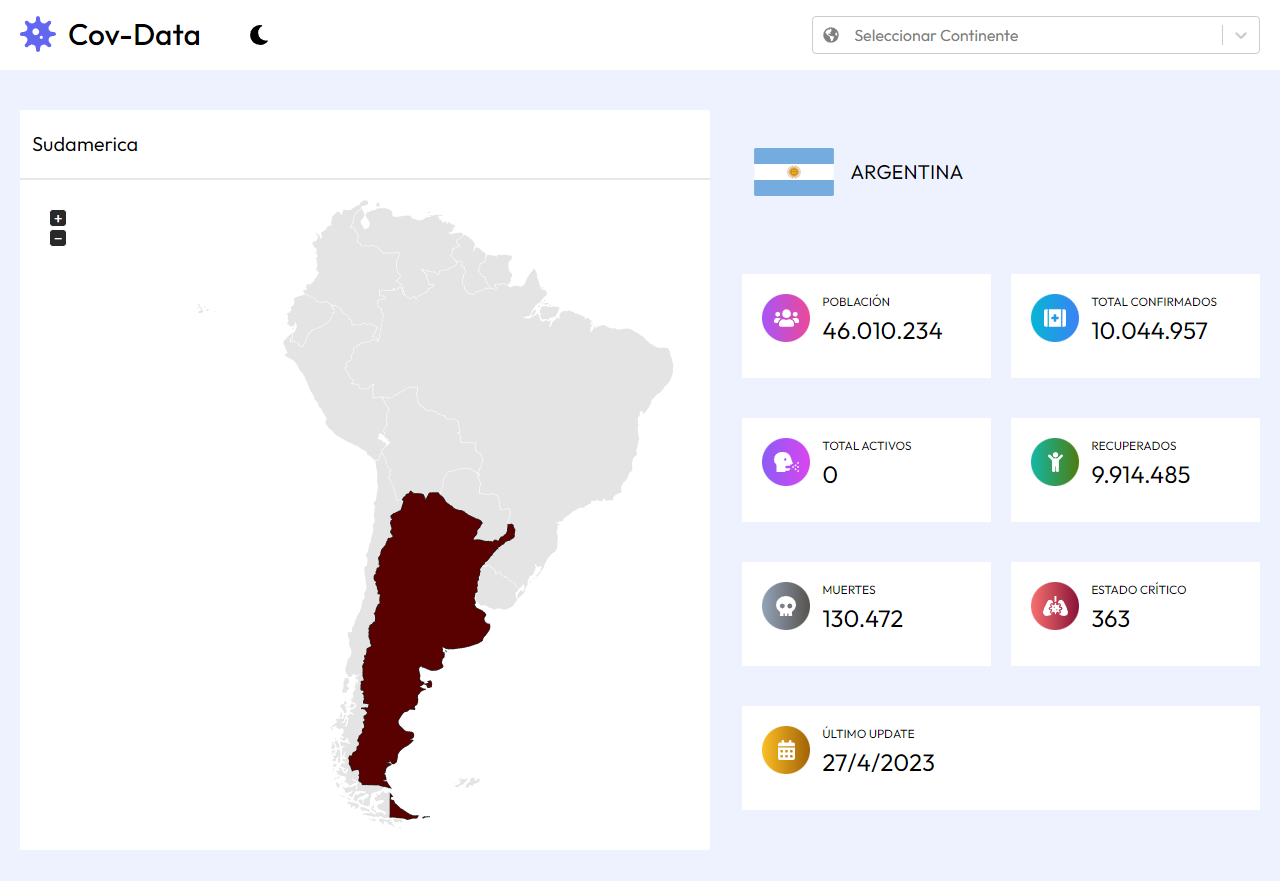 Cov-Data
Seleccionar Continente
Sudamerica
+
−
ARGENTINA
POBLACIÓN
46.010.234
TOTAL CONFIRMADOS
10.044.957
TOTAL ACTIVOS
0
RECUPERADOS
9.914.485
MUERTES
130.472
ESTADO CRÍTICO
363
ÚLTIMO UPDATE
27/4/2023